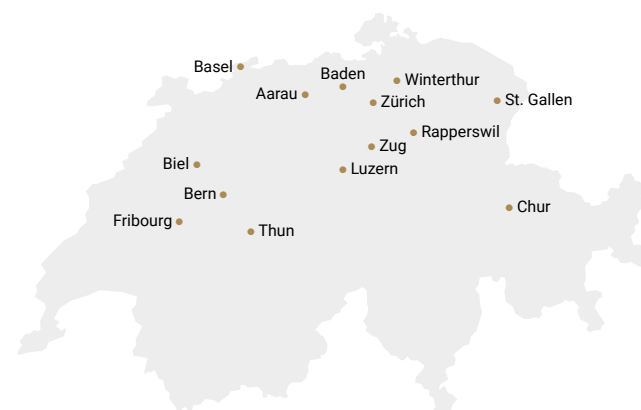 Basel
Baden
Winterthur
Aarau
Zürich
St. Gallen
Rapperswil
Zug
Biel
Luzern
Bern
Chur
Fribourg
Thun